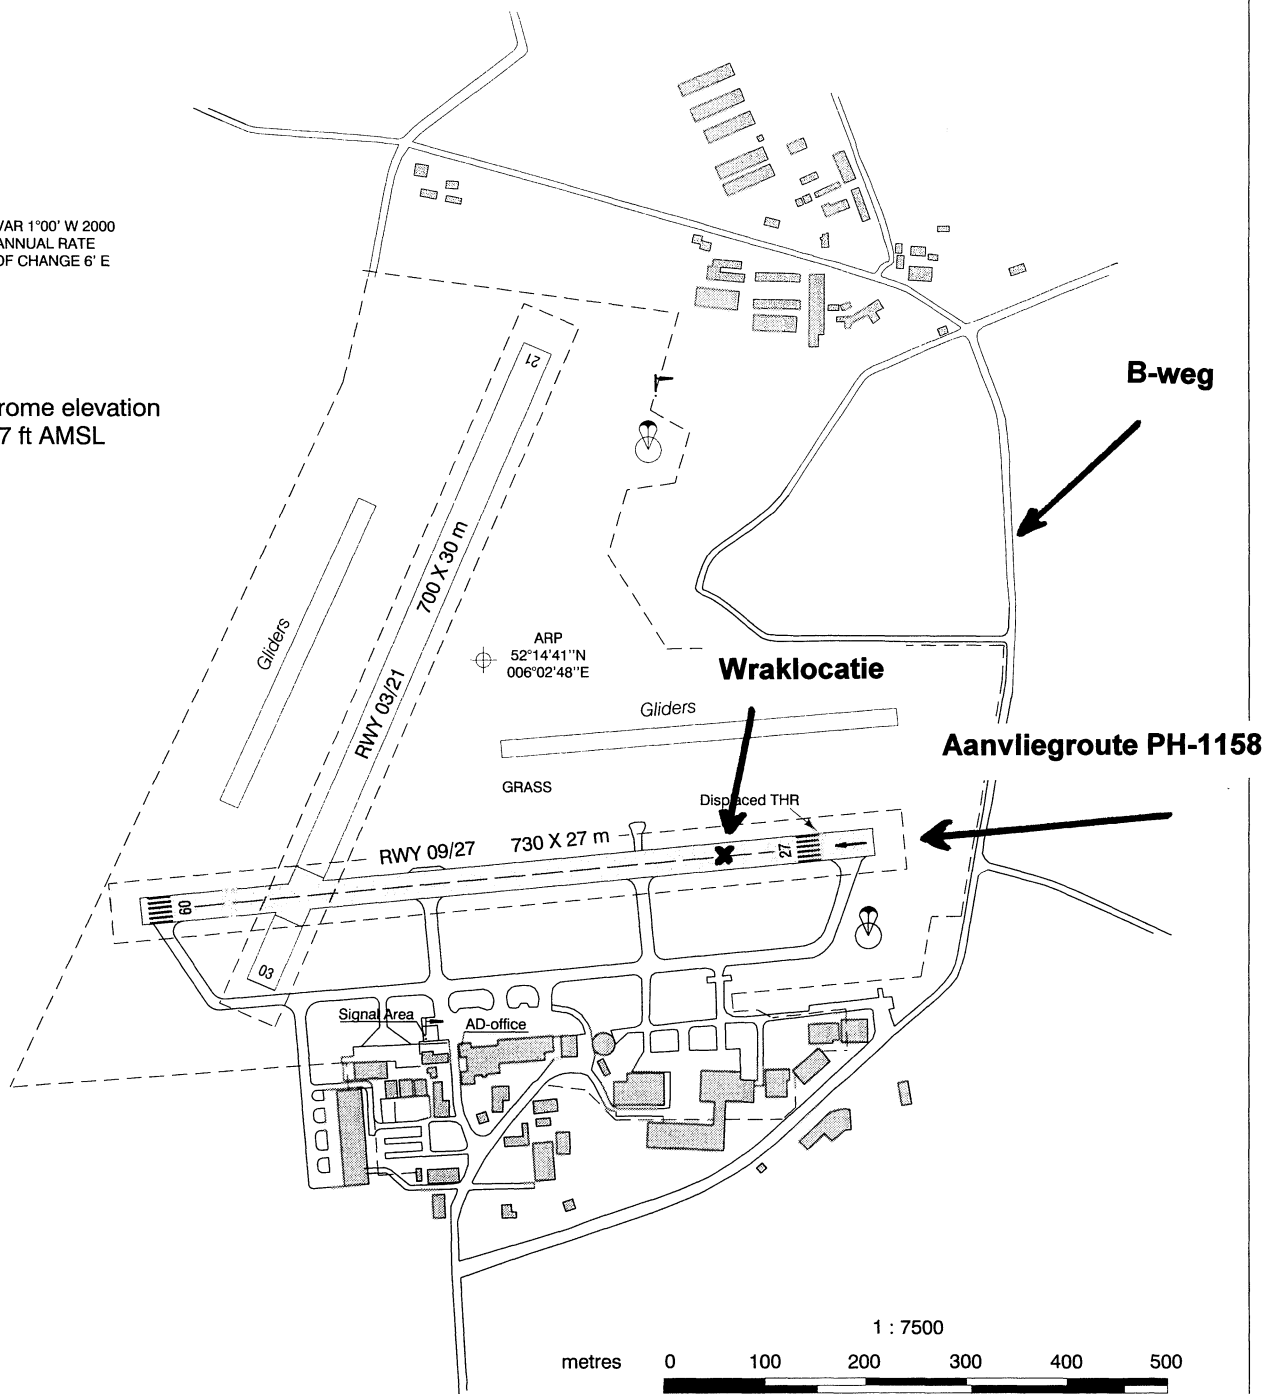 VAR 1°00' W 2000
ANNUAL RATE
OF CHANGE 6' E
21
B-weg
rome elevation
7 ft AMSL
700 X 30 m
Gliders
ARP
52°14'41''N
006°02'48''E
Wraklocatie
RWY 03/21
Gliders
Aanvliegroute PH-1158
GRASS
Displaced THR
RWY 09/27
730 X 27 m
27
09
03
Signal Area
AD-office
1 : 7500
metres 0 100 200 300 400 500